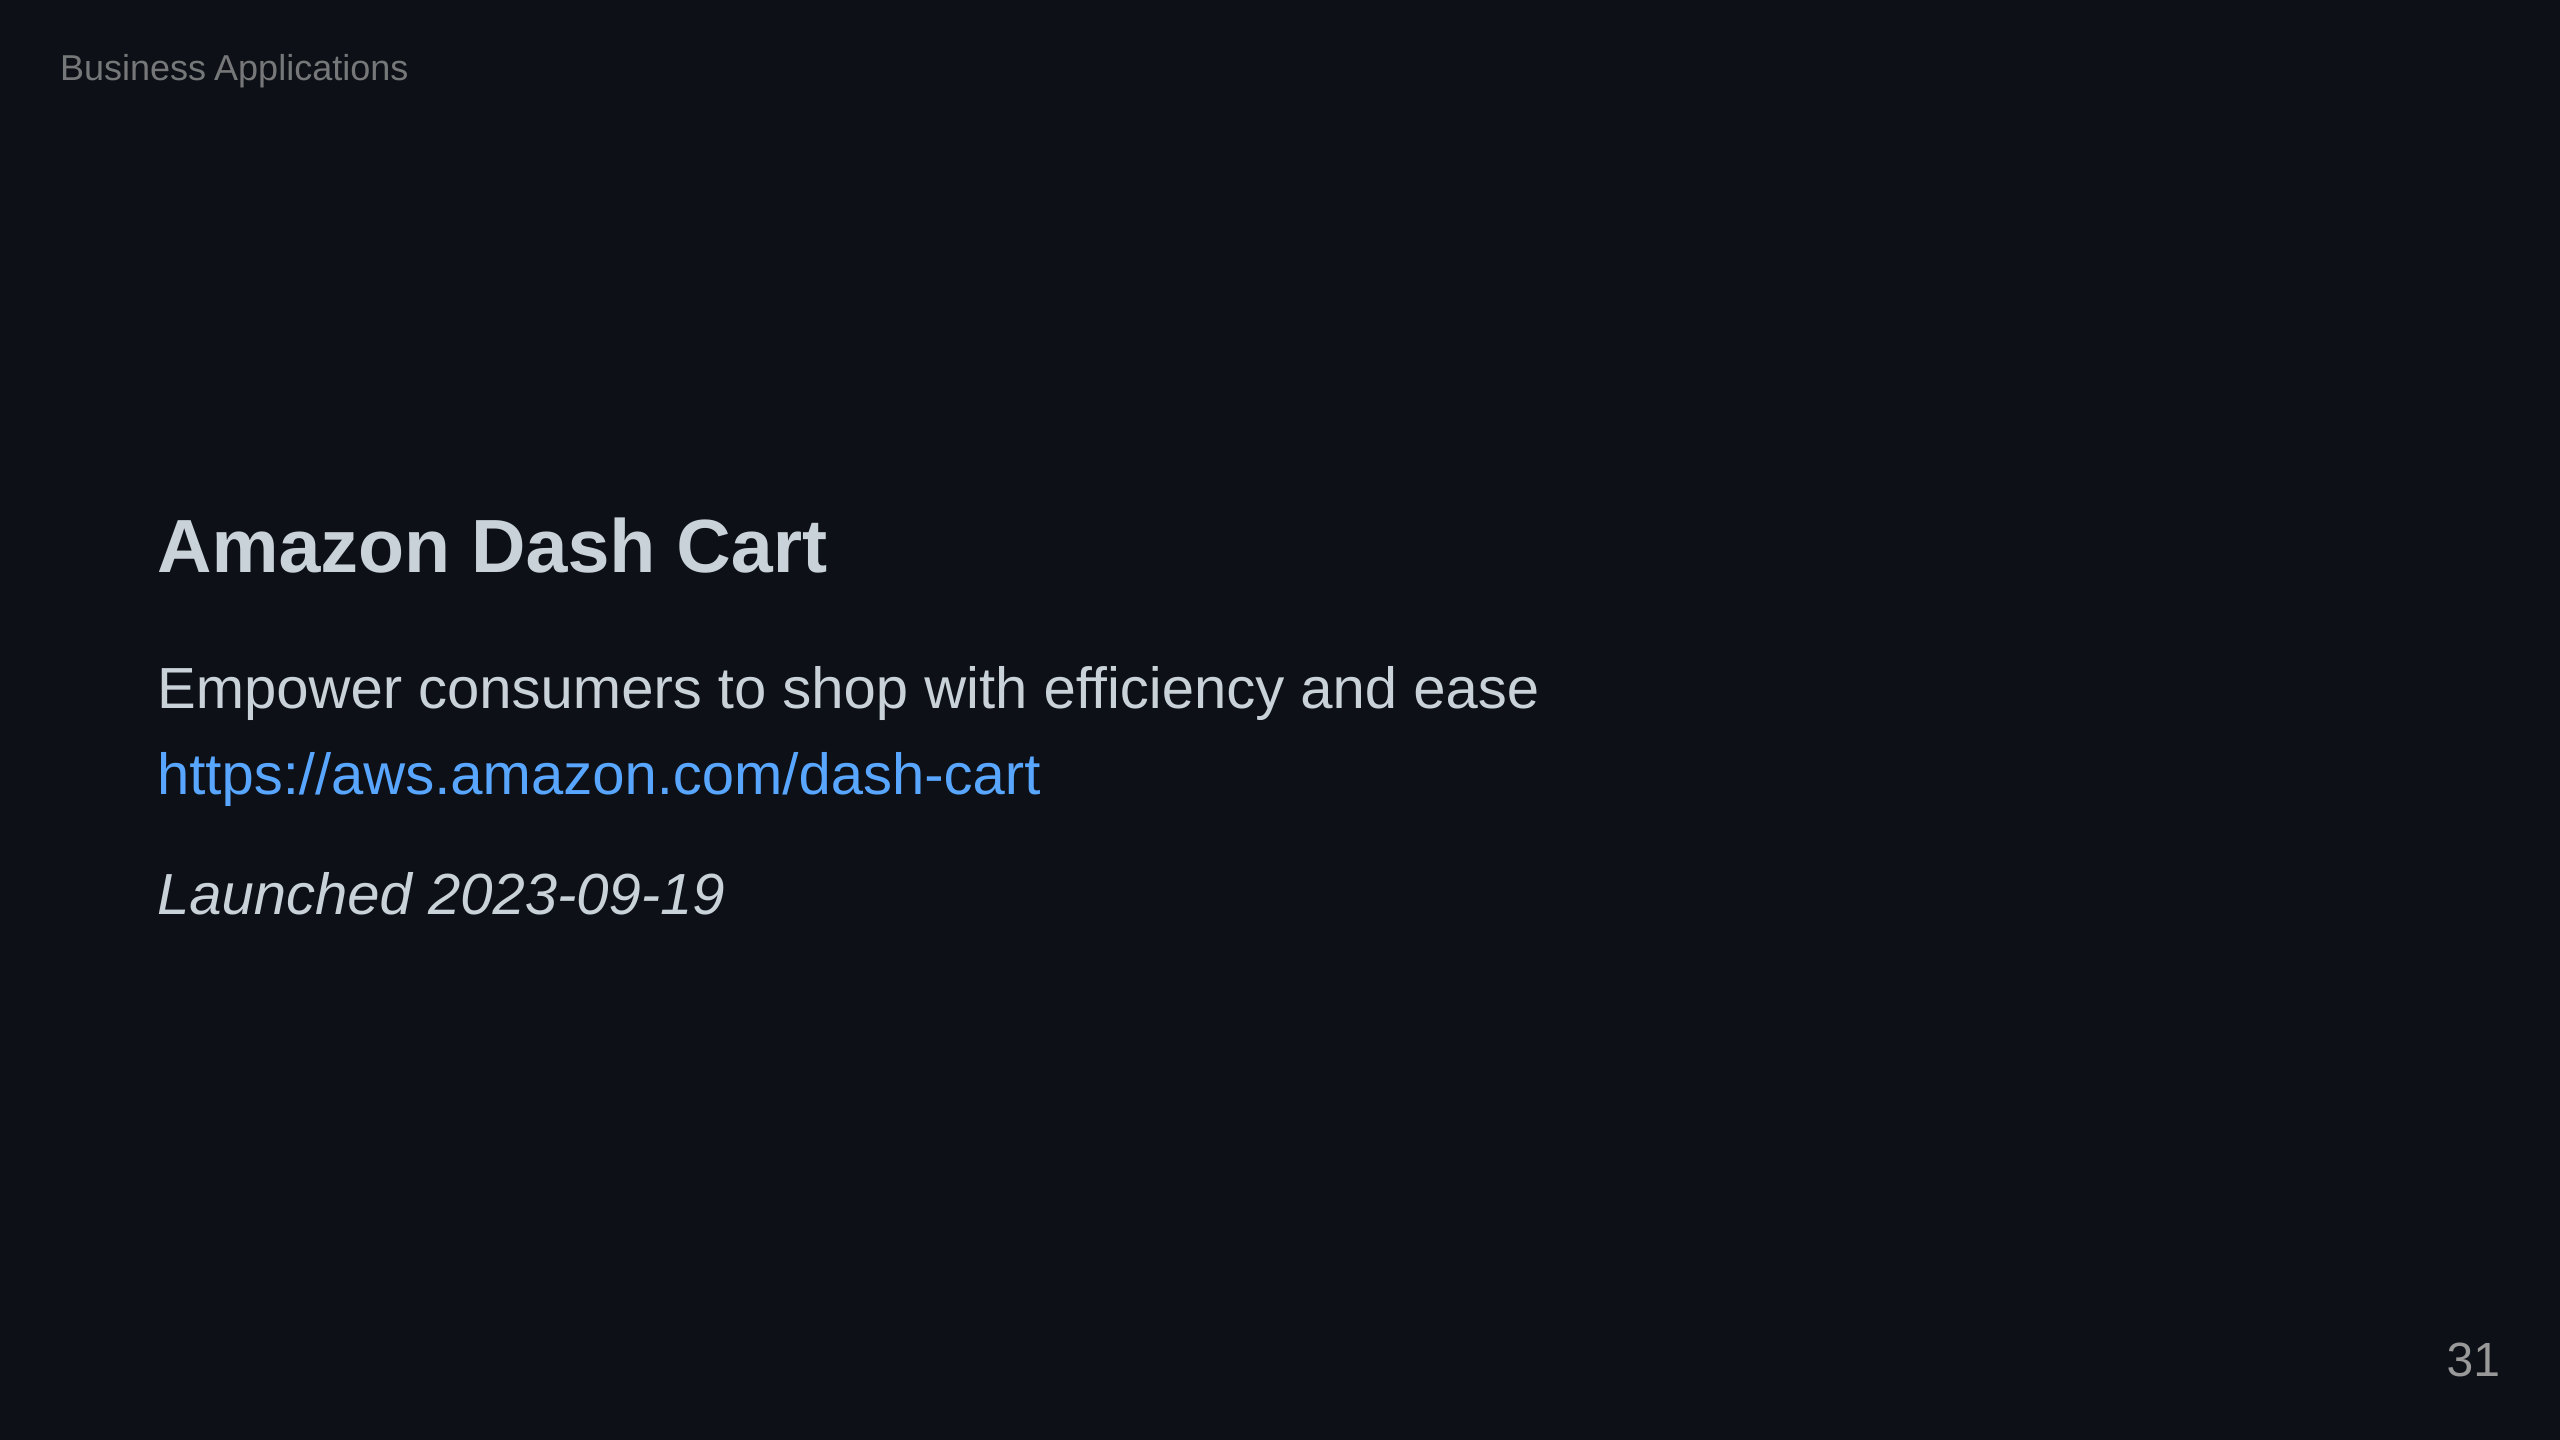 Business Applications
Amazon Dash Cart
Empower consumers to shop with efficiency and ease
https://aws.amazon.com/dash-cart
Launched 2023-09-19
31